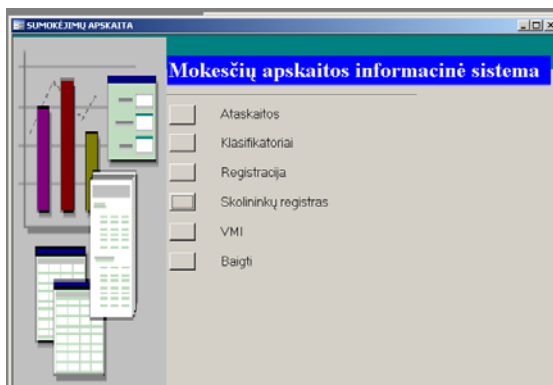 SUMOKĖJIMŲ APSKAITA
Mokesčių apskaitos informacinė sistema
Ataskaitos
Klasifikatoriai
Registracija
Skolininkų registras
VMI
Baigti